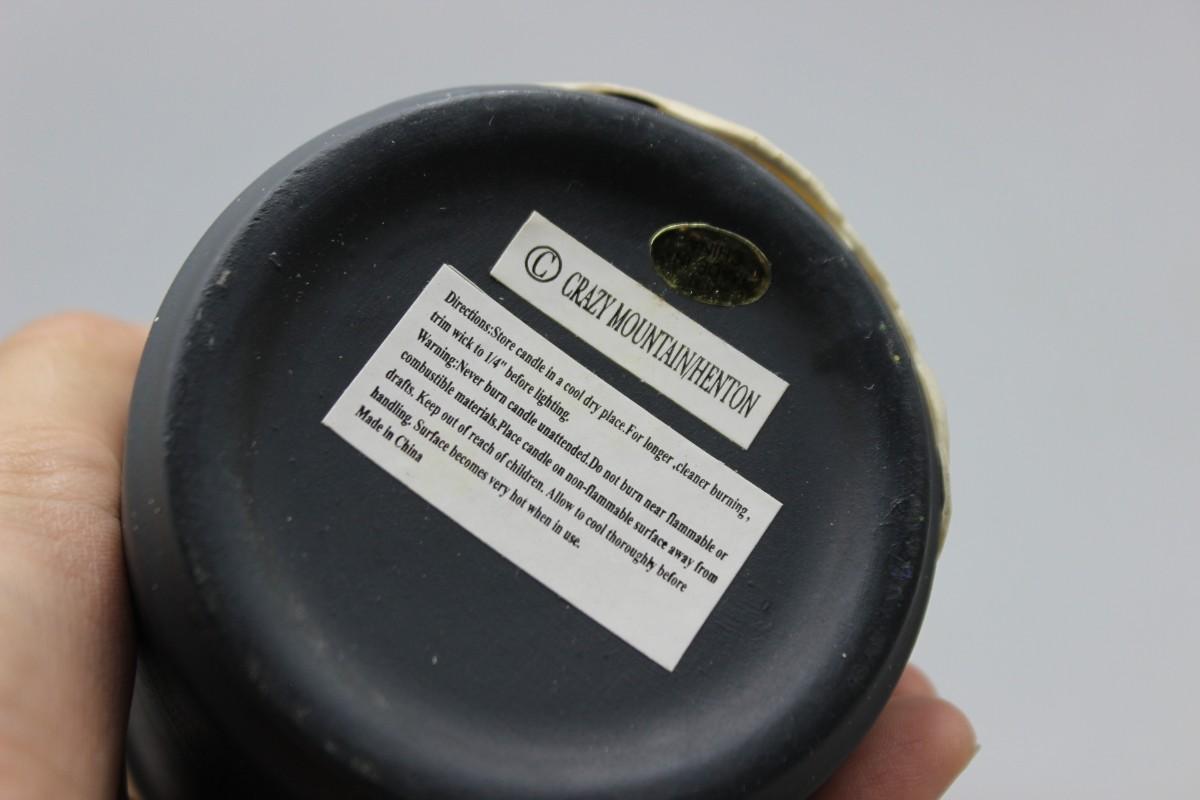 © CRAZY MOUNTAIN/HENTON
Directions:Store candle in a cool dry place.For longer ,cleaner burning ,
trim wick to 1/4" before lighting.
Warning:Never burn candle unattended.Do not burn near flammable or
combustible materials.Place candle on non-flammable surface away from
drafts. Keep out of reach of children. Allow to cool thoroughly before
handling. Surface becomes very hot when in use.
Made in China